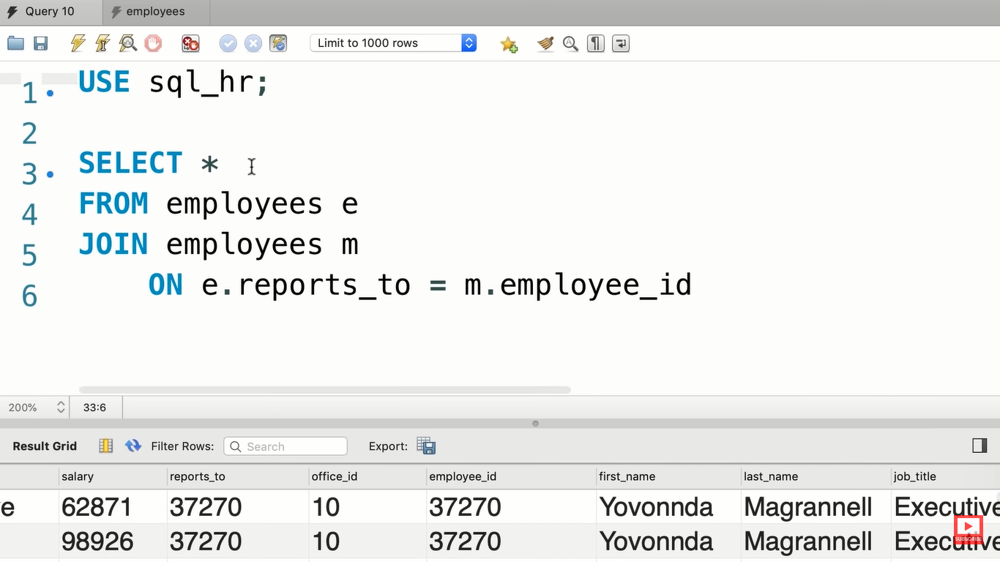 Query 10 employees
Limit to 1000 rows
1 USE sql_hr;
2
3 SELECT *
4 FROM employees e
5 JOIN employees m
6 ON e.reports_to = m.employee_id
200% 33:6
Result Grid Filter Rows: Search Export:
salary reports_to office_id employee_id first_name last_name job_title
ve 62871 37270 10 37270 Yovonnda Magrannell Executive
98926 37270 10 37270 Yovonnda Magrannell Executive
SUBSCRIBE